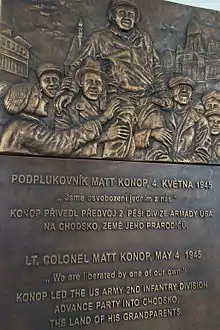 PODPLUKOVNÍK MATT KONOP, 4. KVĚTNA 1945
„Jsme osvobozeni jedním z nás“
KONOP PŘIVEDL PŘEDVOJ 2. PĚŠÍ DIVIZE ARMÁDY USA
NA CHODSKO, ZEMĚ JEHO PRARODIČŮ.
LT. COLONEL MATT KONOP, MAY 4, 1945
„We are liberated by one of our own“
KONOP LED THE US ARMY 2ND INFANTRY DIVISION
ADVANCE PARTY INTO CHODSKO,
THE LAND OF HIS GRANDPARENTS.